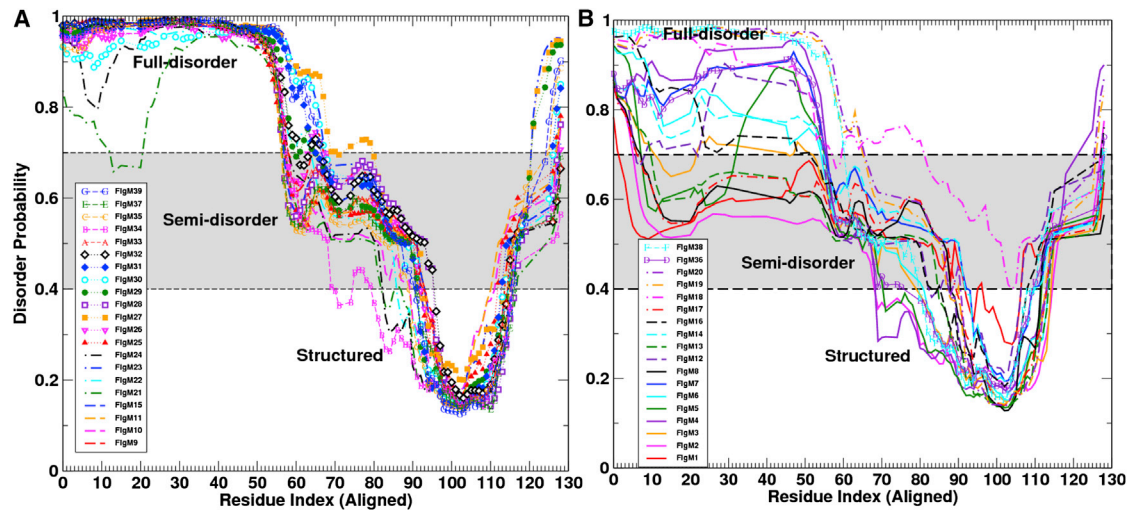 A
Disorder Probability
1
0.8
0.6
0.4
0.2
0
Full-disorder
Semi-disorder
Structured
FlgM39
FlgM37
FlgM35
FlgM34
FlgM33
FlgM32
FlgM31
FlgM30
FlgM29
FlgM28
FlgM27
FlgM26
FlgM25
FlgM24
FlgM23
FlgM22
FlgM21
FlgM15
FlgM11
FlgM10
FlgM9
0 10 20 30 40 50 60 70 80 90 100 110 120 130
Residue Index (Aligned)
B
1
0.8
0.6
0.4
0.2
0
Full-disorder
Semi-disorder
Structured
FlgM38
FlgM36
FlgM20
FlgM19
FlgM18
FlgM17
FlgM16
FlgM14
FlgM13
FlgM12
FlgM8
FlgM7
FlgM6
FlgM5
FlgM4
FlgM3
FlgM2
FlgM1
0 10 20 30 40 50 60 70 80 90 100 110 120 130
Residue Index (Aligned)